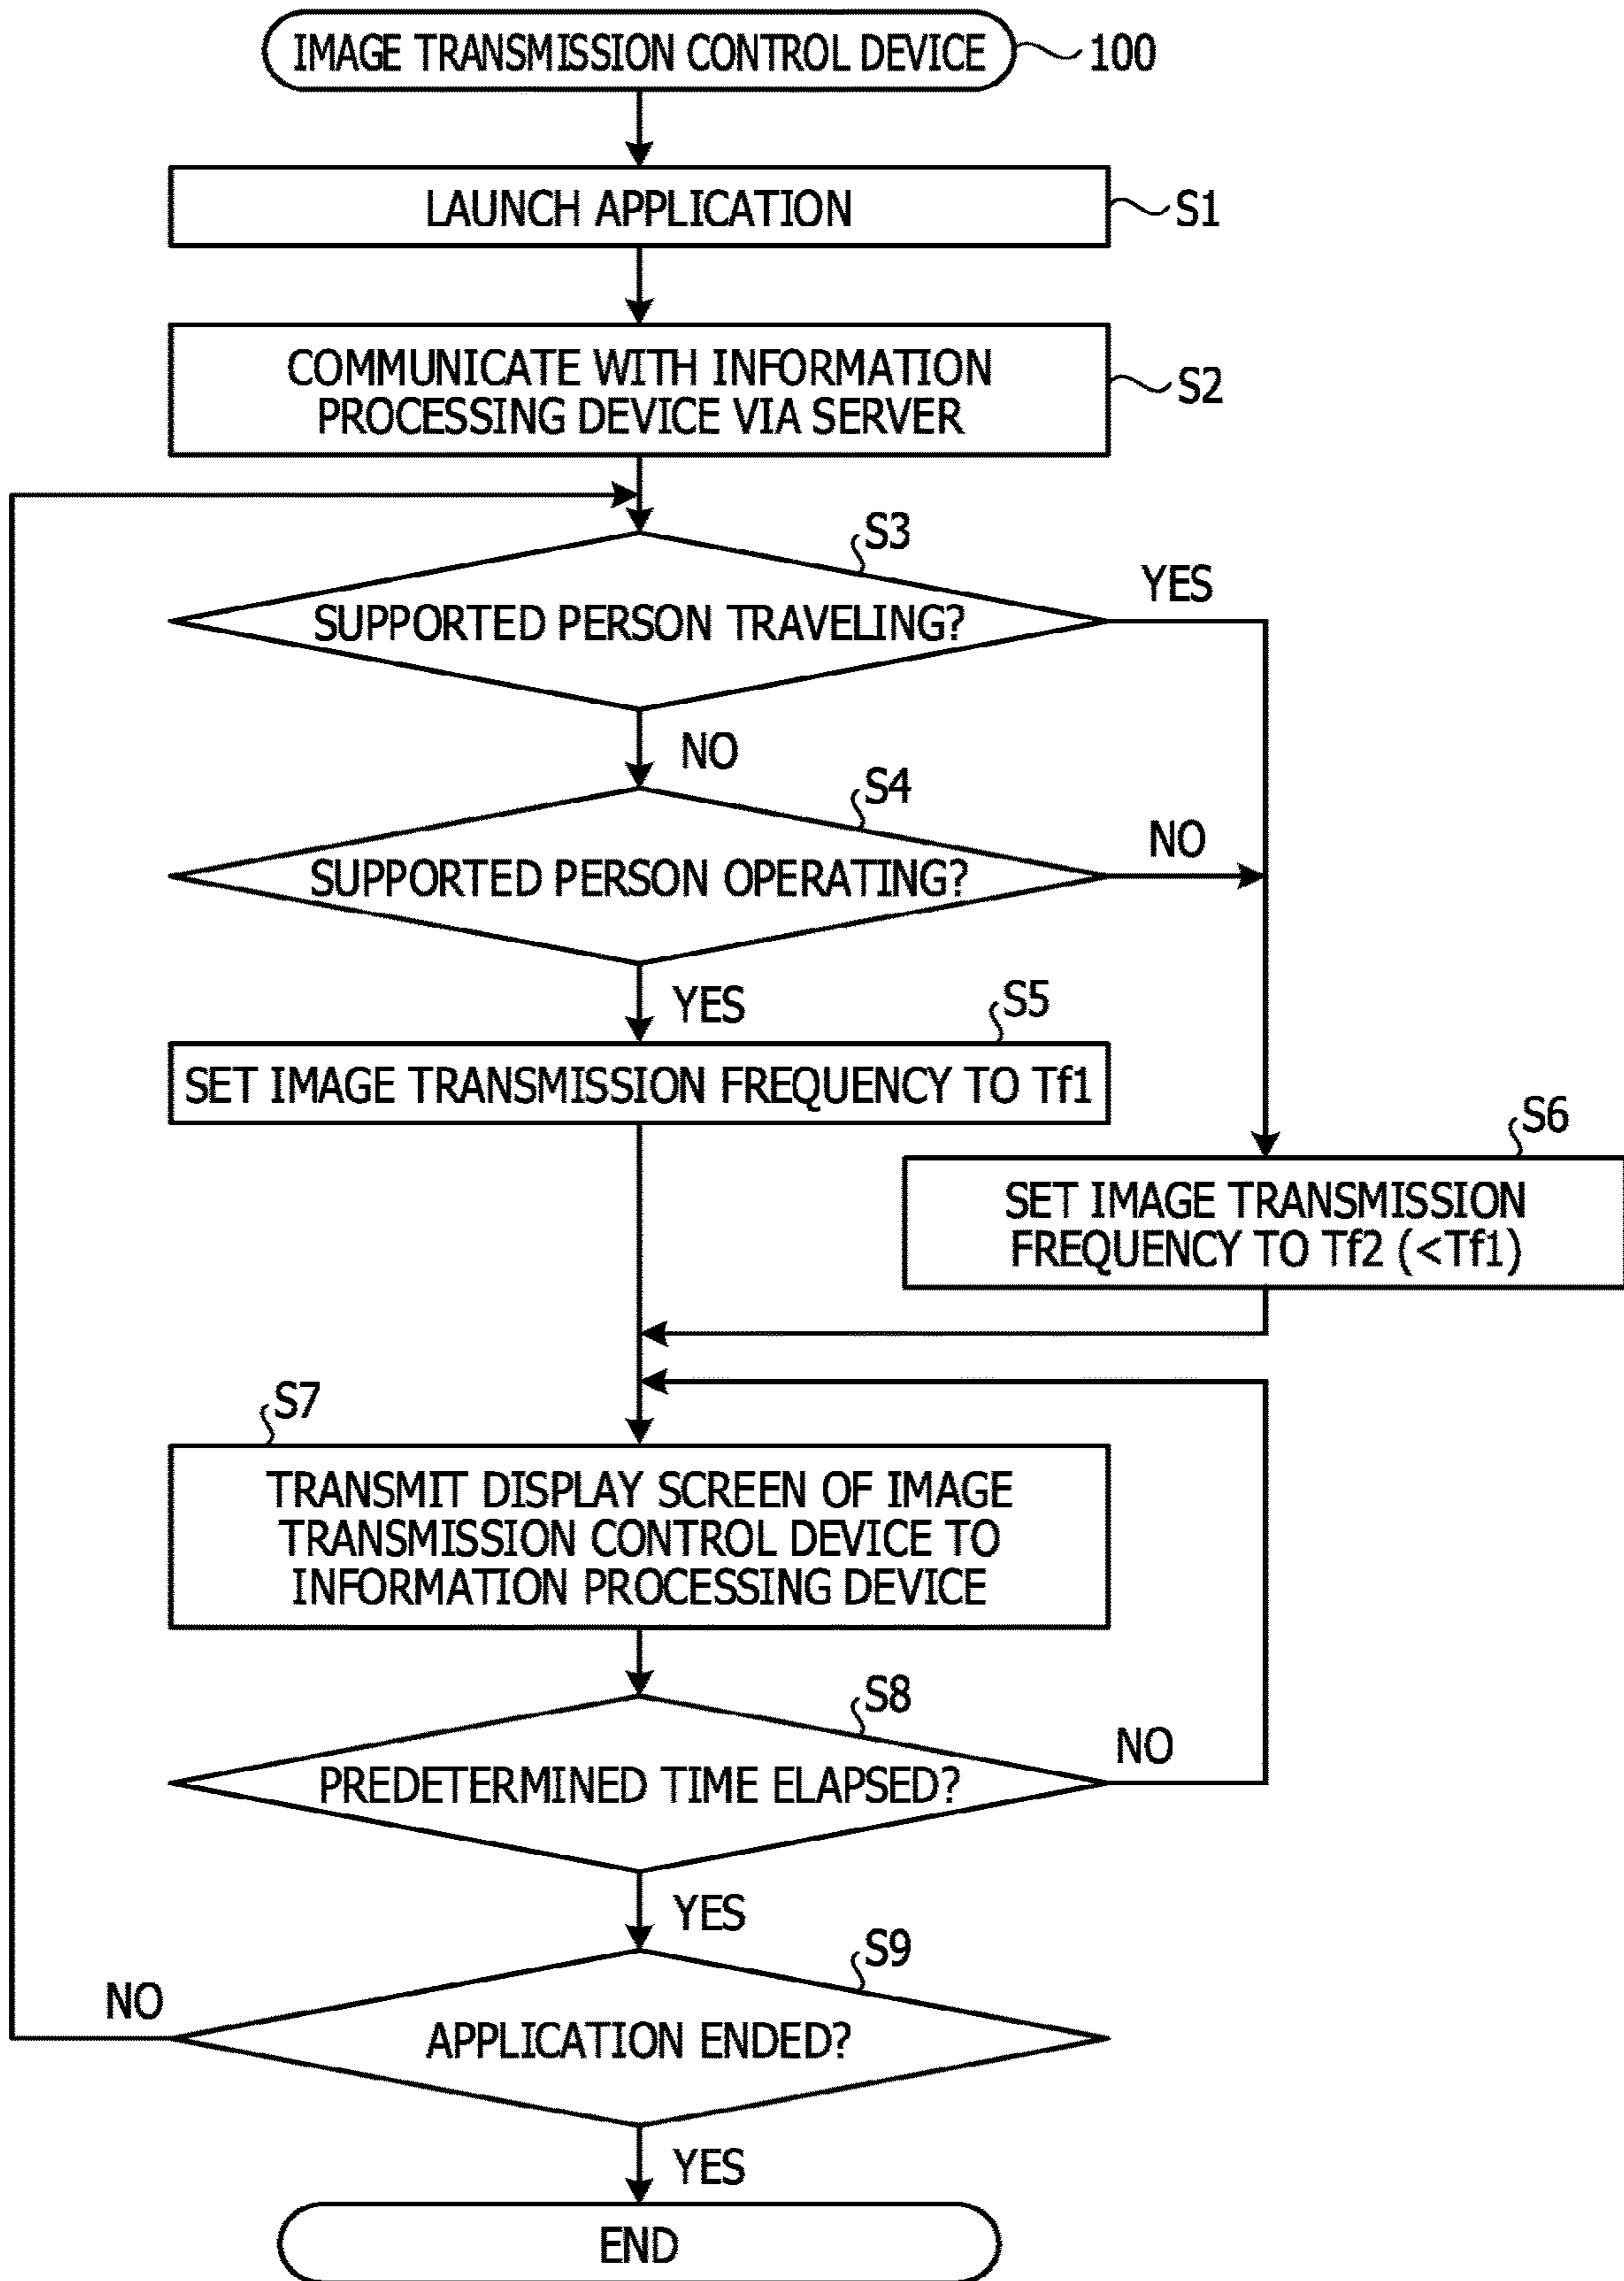 IMAGE TRANSMISSION CONTROL DEVICE
100
LAUNCH APPLICATION
S1
COMMUNICATE WITH INFORMATION
PROCESSING DEVICE VIA SERVER
S2
S3
SUPPORTED PERSON TRAVELING?
YES
NO
S4
SUPPORTED PERSON OPERATING?
NO
YES
S5
SET IMAGE TRANSMISSION FREQUENCY TO Tf1
S6
SET IMAGE TRANSMISSION
FREQUENCY TO Tf2 (<Tf1)
S7
TRANSMIT DISPLAY SCREEN OF IMAGE
TRANSMISSION CONTROL DEVICE TO
INFORMATION PROCESSING DEVICE
S8
PREDETERMINED TIME ELAPSED?
NO
YES
S9
NO
APPLICATION ENDED?
YES
END